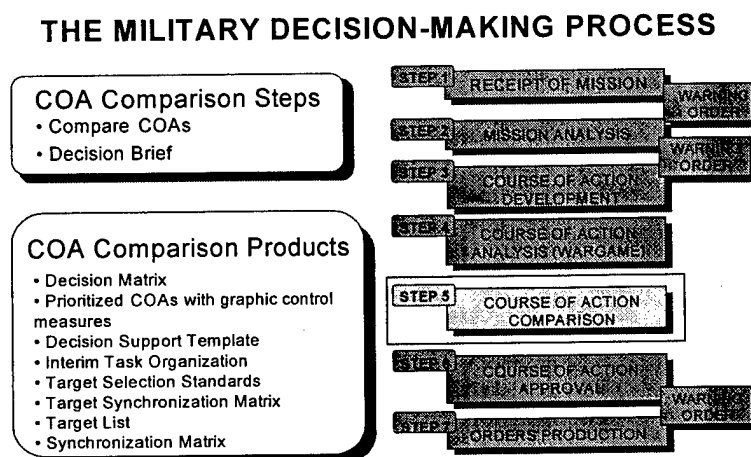 THE MILITARY DECISION-MAKING PROCESS
COA Comparison Steps
• Compare COAs
• Decision Brief
COA Comparison Products
• Decision Matrix
• Prioritized COAs with graphic control
measures
• Decision Support Template
• Interim Task Organization
• Target Selection Standards
• Target Synchronization Matrix
• Target List
• Synchronization Matrix
STEP 1
RECEIPT OF MISSION
WARNING
ORDER
STEP 2
MISSION ANALYSIS
WARNING
ORDER
STEP 3
COURSE OF ACTION
DEVELOPMENT
STEP 4
COURSE OF ACTION
ANALYSIS (WARGAME)
STEP 5
COURSE OF ACTION
COMPARISON
STEP 6
COURSE OF ACTION
APPROVAL
WARNING
ORDER
STEP 7
ORDERS PRODUCTION